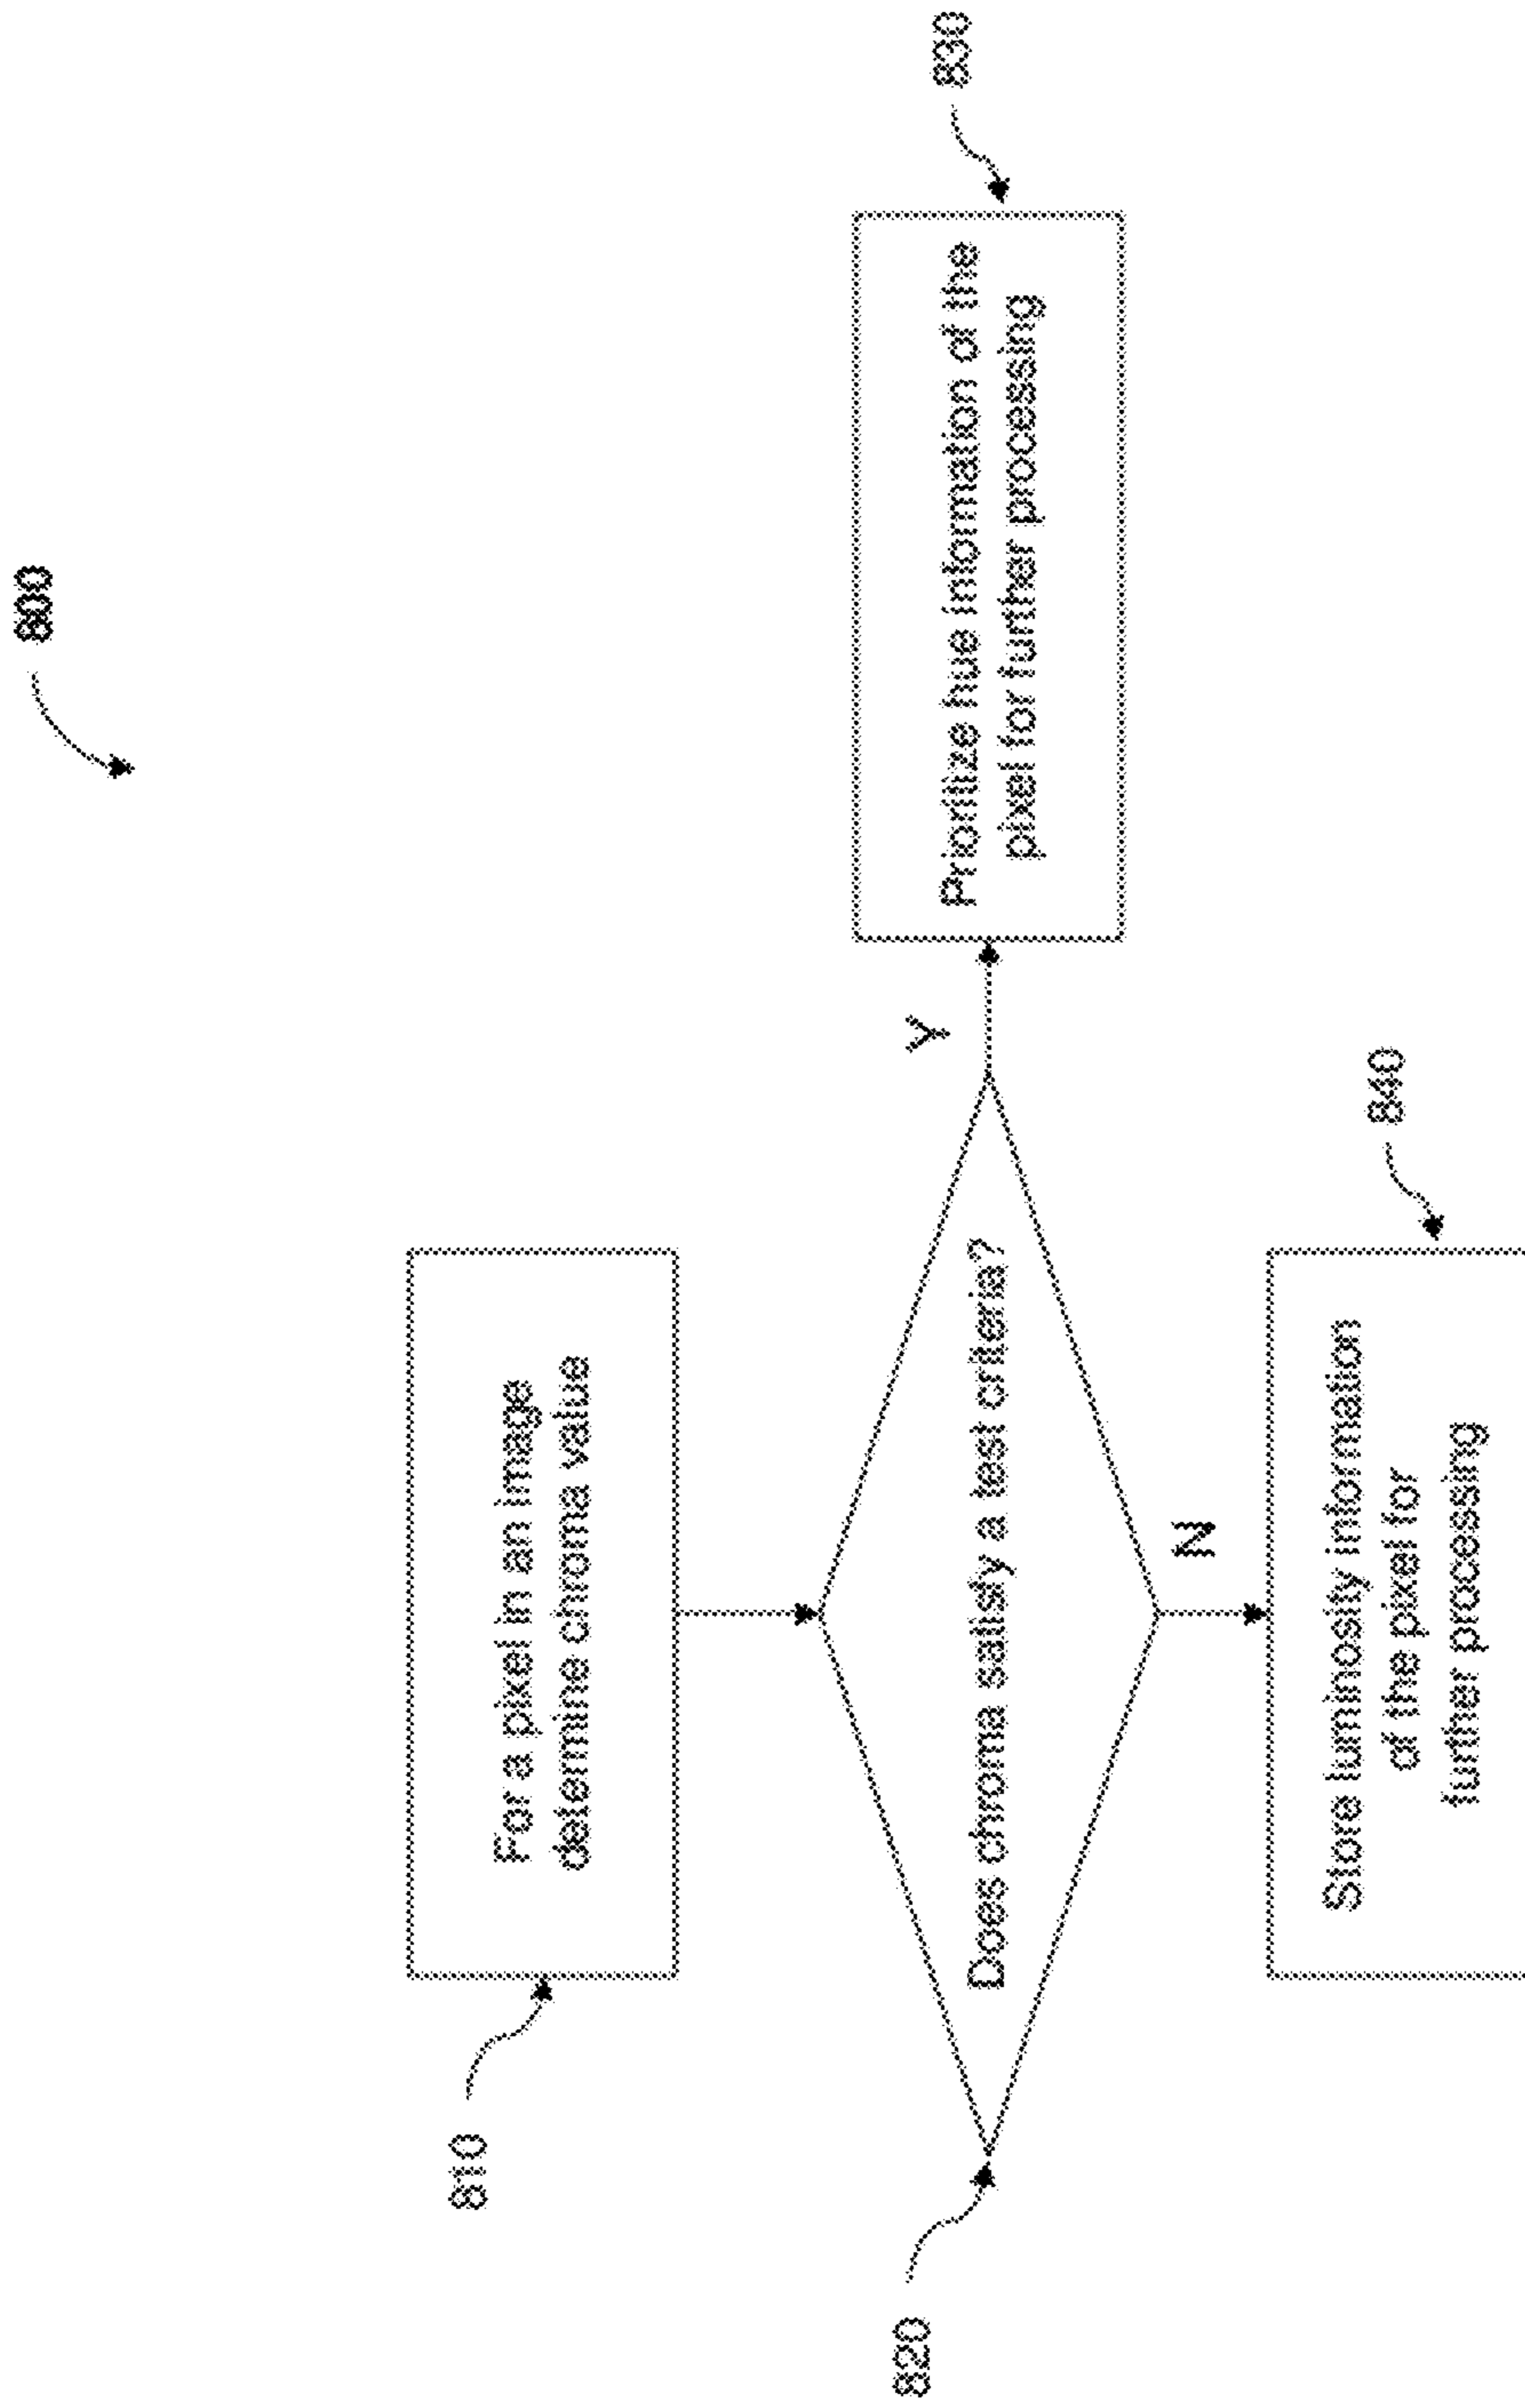 800
810
For a pixel in an image
determine chroma value
820
Does chroma satisfy a test criteria?
Y
830
Prioritize hue information of the
pixel for further processing
N
840
Store luminosity information
of the pixel for
further processing